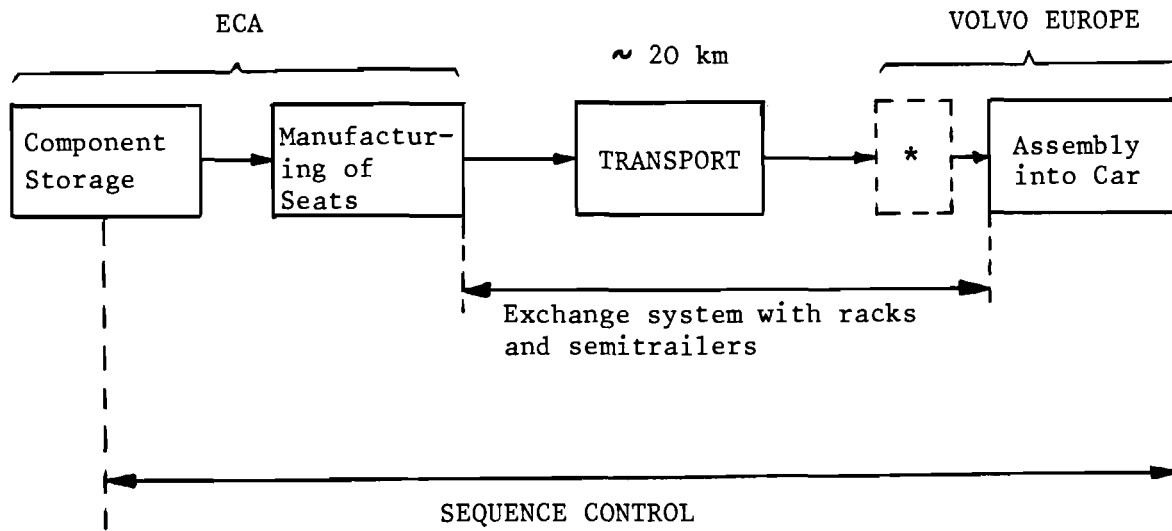 ECA
VOLVO EUROPE
~ 20 km
Component
Storage
Manufactur-
ing of
Seats
TRANSPORT
*
Assembly
into Car
Exchange system with racks
and semitrailers
SEQUENCE CONTROL